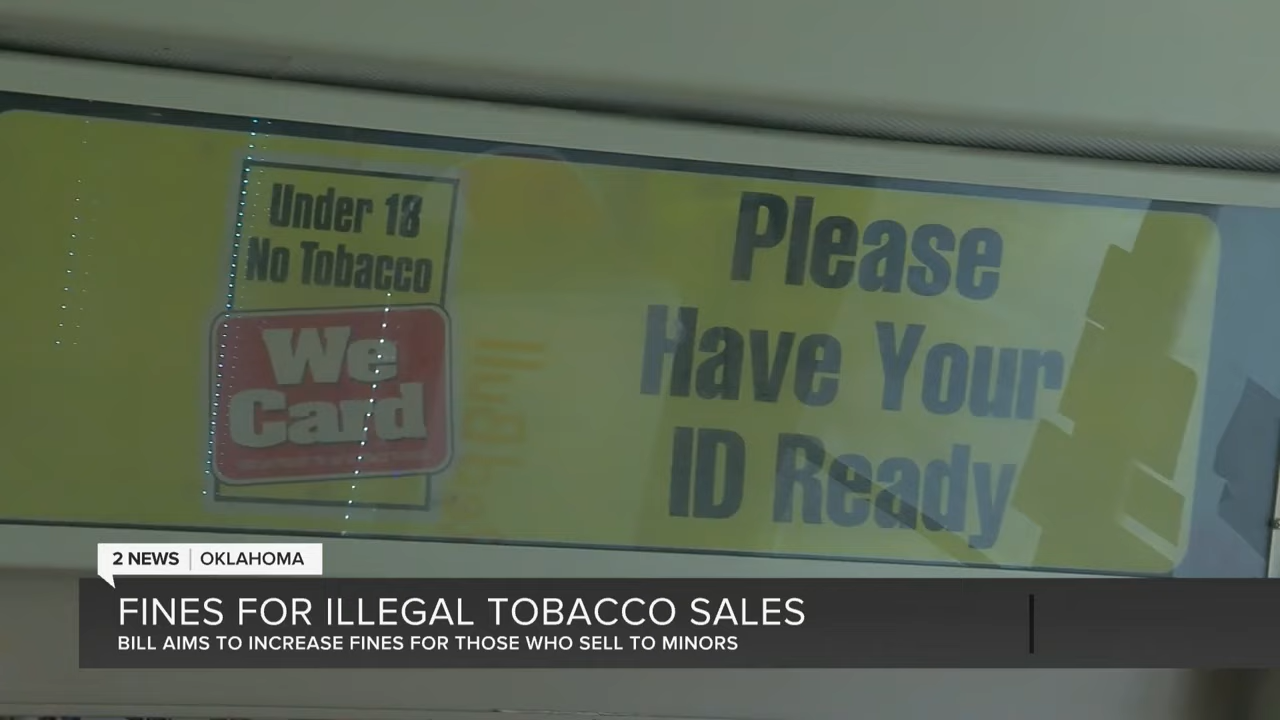 Under 18
No Tobacco
We
Card
Please
Have Your
ID Ready
2 NEWS | OKLAHOMA
FINES FOR ILLEGAL TOBACCO SALES
BILL AIMS TO INCREASE FINES FOR THOSE WHO SELL TO MINORS